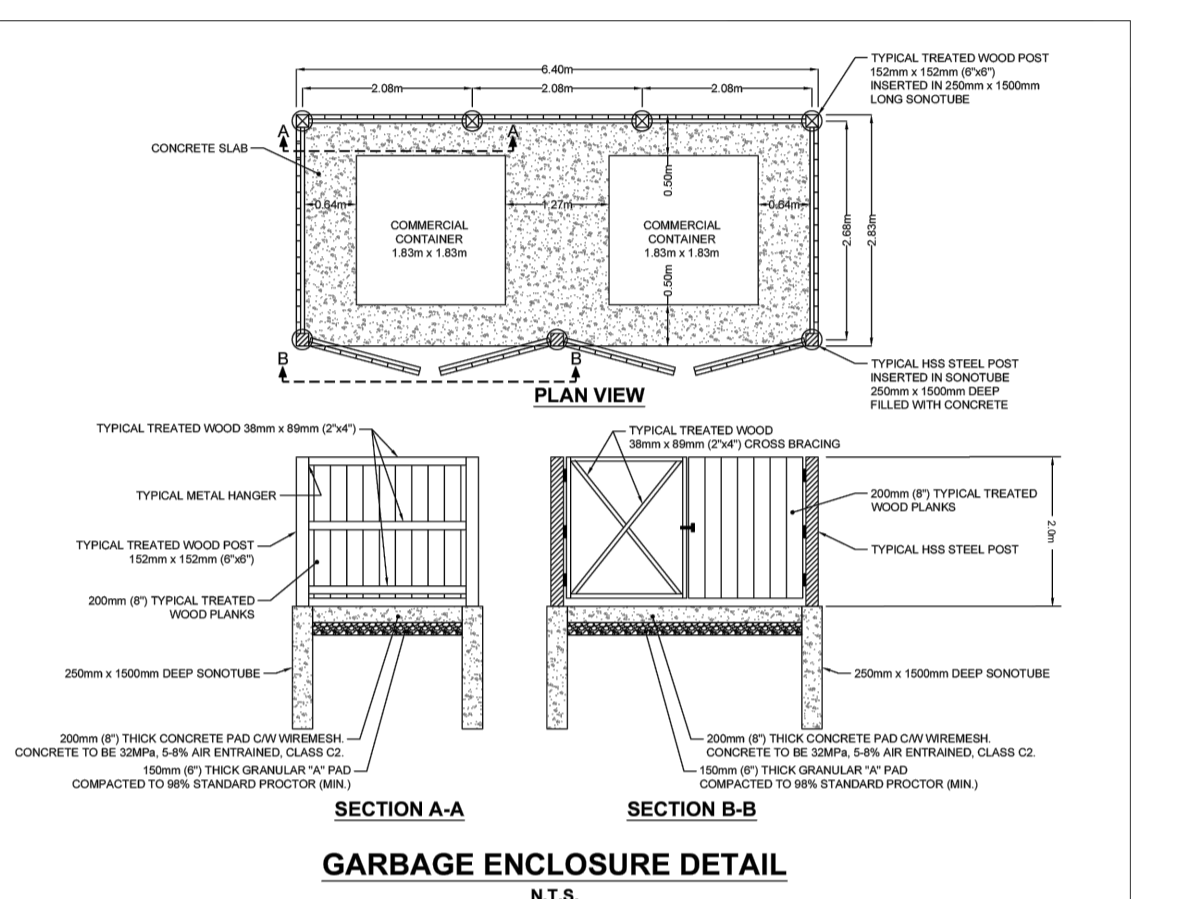 6.40m
2.08m
2.08m
2.08m
TYPICAL TREATED WOOD POST
152mm x 152mm (6"x6")
INSERTED IN 250mm x 1500mm
LONG SONOTUBE
A
A
CONCRETE SLAB
0.64m
1.27m
0.64m
0.50m
0.50m
2.68m
2.83m
COMMERCIAL
CONTAINER
1.83m x 1.83m
COMMERCIAL
CONTAINER
1.83m x 1.83m
B
B
TYPICAL HSS STEEL POST
INSERTED IN SONOTUBE
250mm x 1500mm DEEP
FILLED WITH CONCRETE
PLAN VIEW
TYPICAL TREATED WOOD 38mm x 89mm (2"x4")
TYPICAL METAL HANGER
TYPICAL TREATED WOOD POST
152mm x 152mm (6"x6")
200mm (8") TYPICAL TREATED
WOOD PLANKS
250mm x 1500mm DEEP SONOTUBE
200mm (8") THICK CONCRETE PAD C/W WIREMESH.
CONCRETE TO BE 32MPa, 5-8% AIR ENTRAINED, CLASS C2.
150mm (6") THICK GRANULAR "A" PAD
COMPACTED TO 98% STANDARD PROCTOR (MIN.)
SECTION A-A
TYPICAL TREATED WOOD
38mm x 89mm (2"x4") CROSS BRACING
200mm (8") TYPICAL TREATED
WOOD PLANKS
TYPICAL HSS STEEL POST
2.0m
250mm x 1500mm DEEP SONOTUBE
200mm (8") THICK CONCRETE PAD C/W WIREMESH.
CONCRETE TO BE 32MPa, 5-8% AIR ENTRAINED, CLASS C2.
150mm (6") THICK GRANULAR "A" PAD
COMPACTED TO 98% STANDARD PROCTOR (MIN.)
SECTION B-B
GARBAGE ENCLOSURE DETAIL
N.T.S.